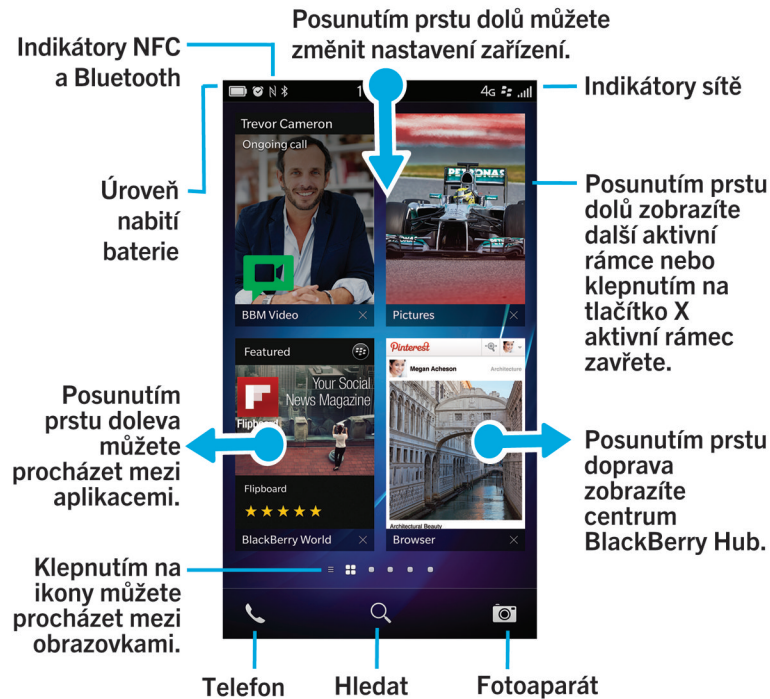 Posunutím prstu dolů můžete
změnit nastavení zařízení.
Indikátory NFC
a Bluetooth
Indikátory sítě
Úroveň
nabití
baterie
1
4G
Trevor Cameron
Ongoing call
PETRONAS
BBM Video
Pictures
Posunutím prstu
dolů zobrazíte
další aktivní
rámce nebo
klepnutím na
tlačítko X
aktivní rámec
zavřete.
Featured
Your Social
News Magazine
Flipboard
Flipboard
BlackBerry World
Pinterest
Megan Acheson
Architecture
Architectural Beauty
Browser
Posunutím
prstu doleva
můžete
procházet mezi
aplikacemi.
Posunutím prstu
doprava
zobrazíte
centrum
BlackBerry Hub.
Klepnutím na
ikony můžete
procházet mezi
obrazovkami.
Telefon
Hledat
Fotoaparát